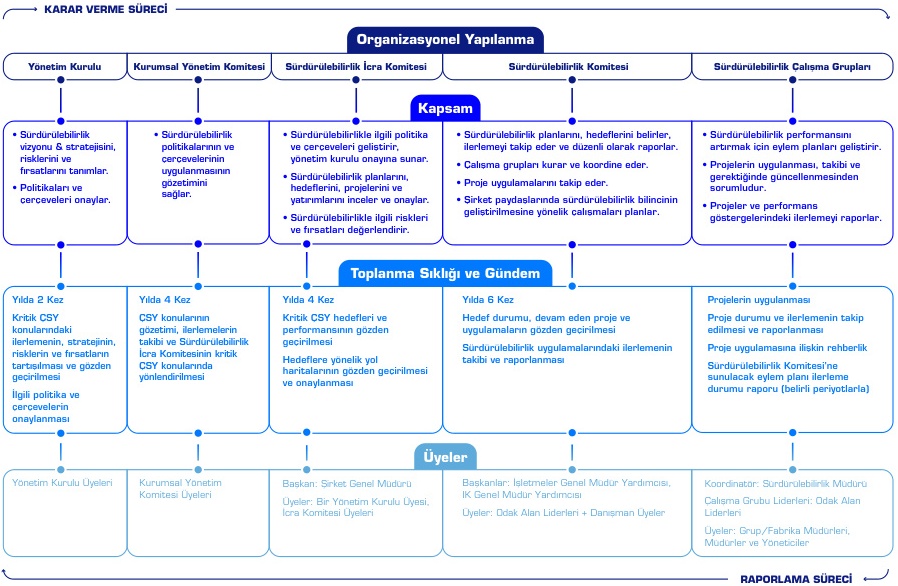 KARAR VERME SÜRECİ
Organizasyonel Yapılanma
Yönetim Kurulu
Kurumsal Yönetim Komitesi
Sürdürülebilirlik İcra Komitesi
Sürdürülebilirlik Komitesi
Sürdürülebilirlik Çalışma Grupları
Kapsam
• Sürdürülebilirlik
vizyonu & stratejisini,
risklerini ve
fırsatlarını tanımlar.
• Politikaları ve
çerçeveleri onaylar.
• Sürdürülebilirlik
politikalarının ve
çerçevelerinin
uygulanmasının
gözetimini
sağlar.
• Sürdürülebilirlikle ilgili politika
ve çerçeveleri geliştirir,
yönetim kurulu onayına sunar.
• Sürdürülebilirlik planlarını,
hedeflerini, projelerini ve
yatırımlarını inceler ve onaylar.
• Sürdürülebilirlikle ilgili riskleri
ve fırsatları değerlendirir.
• Sürdürülebilirlik planlarını, hedeflerini belirler,
ilerlemeyi takip eder ve düzenli olarak raporlar.
• Çalışma grupları kurar ve koordine eder.
• Proje uygulamalarını takip eder.
• Şirket paydaşlarında sürdürülebilirlik bilincinin
geliştirilmesine yönelik çalışmaları planlar.
• Sürdürülebilirlik performansını
artırmak için eylem planları geliştirir.
• Projelerin uygulanması, takibi ve
gerektiğinde güncellenmesinden
sorumludur.
• Projeler ve performans
göstergelerindeki ilerlemeyi raporlar.
Toplanma Sıklığı ve Gündem
Yılda 2 Kez
Kritik ÇSY
konularındaki
ilerlemenin, stratejinin,
risklerin ve fırsatların
tartışılması ve gözden
geçirilmesi
İlgili politika ve
çerçevelerin
onaylanması
Yılda 4 Kez
ÇSY konularının
gözetimi, ilerlemelerin
takibi ve Sürdürülebilirlik
İcra Komitesinin kritik
ÇSY konularında
yönlendirilmesi
Yılda 4 Kez
Kritik ÇSY hedefleri ve
performansının gözden
geçirilmesi
Hedeflere yönelik yol
haritalarının gözden geçirilmesi
ve onaylanması
Yılda 6 Kez
Hedef durumu, devam eden proje ve
uygulamaların gözden geçirilmesi
Sürdürülebilirlik uygulamalarındaki ilerlemenin
takibi ve raporlanması
Projelerin uygulanması
Proje durumu ve ilerlemenin takip
edilmesi ve raporlanması
Proje uygulamasına ilişkin rehberlik
Sürdürülebilirlik Komitesi’ne
sunulacak eylem planı ilerleme
durumu raporu (belirli periyotlarla)
Üyeler
Yönetim Kurulu Üyeleri
Kurumsal Yönetim
Komitesi Üyeleri
Başkan: Şirket Genel Müdürü
Üyeler: Bir Yönetim Kurulu Üyesi,
İcra Komitesi Üyeleri
Başkanlar: İşletmeler Genel Müdür Yardımcısı,
IK Genel Müdür Yardımcısı
Üyeler: Odak Alan Liderleri + Danışman Üyeler
Koordinatör: Sürdürülebilirlik Müdürü
Çalışma Grubu Liderleri: Odak Alan
Liderleri
Üyeler: Grup/Fabrika Müdürleri,
Müdürler ve Yöneticiler
RAPORLAMA SÜRECİ